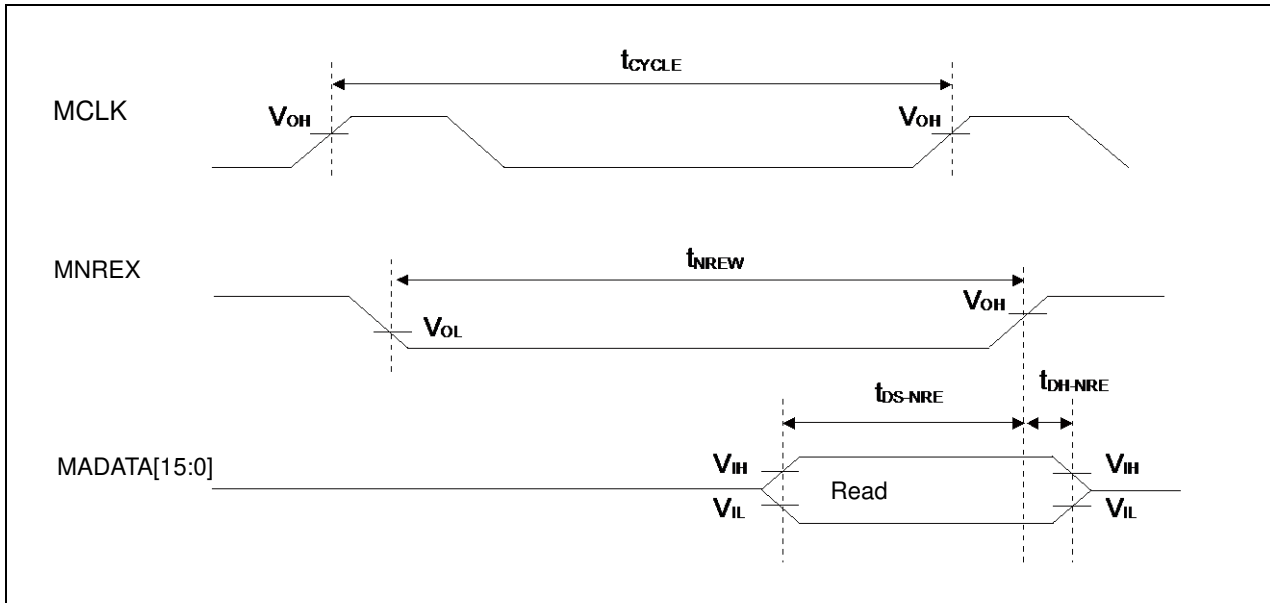 tCYCLE
MCLK
VOH
VOH
MNREX
tNREW
VOH
VOL
tDS-NRE
tDH-NRE
MADATA[15:0]
VIH
VIH
Read
VIL
VIL